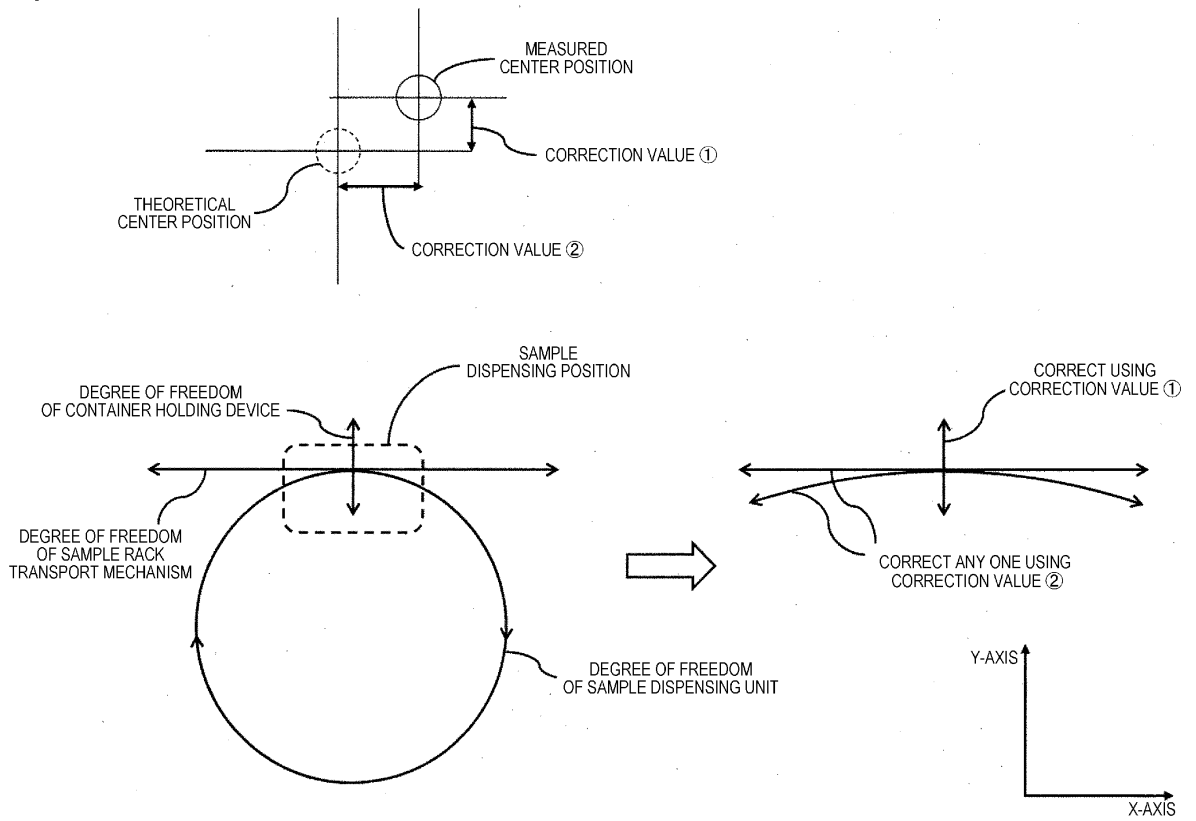 MEASURED
CENTER POSITION
CORRECTION VALUE ①
THEORETICAL
CENTER POSITION
CORRECTION VALUE ②
SAMPLE
DISPENSING POSITION
DEGREE OF FREEDOM
OF CONTAINER HOLDING DEVICE
CORRECT USING
CORRECTION VALUE ①
DEGREE OF FREEDOM
OF SAMPLE RACK
TRANSPORT MECHANISM
CORRECT ANY ONE USING
CORRECTION VALUE ②
DEGREE OF FREEDOM
OF SAMPLE DISPENSING UNIT
Y-AXIS
X-AXIS